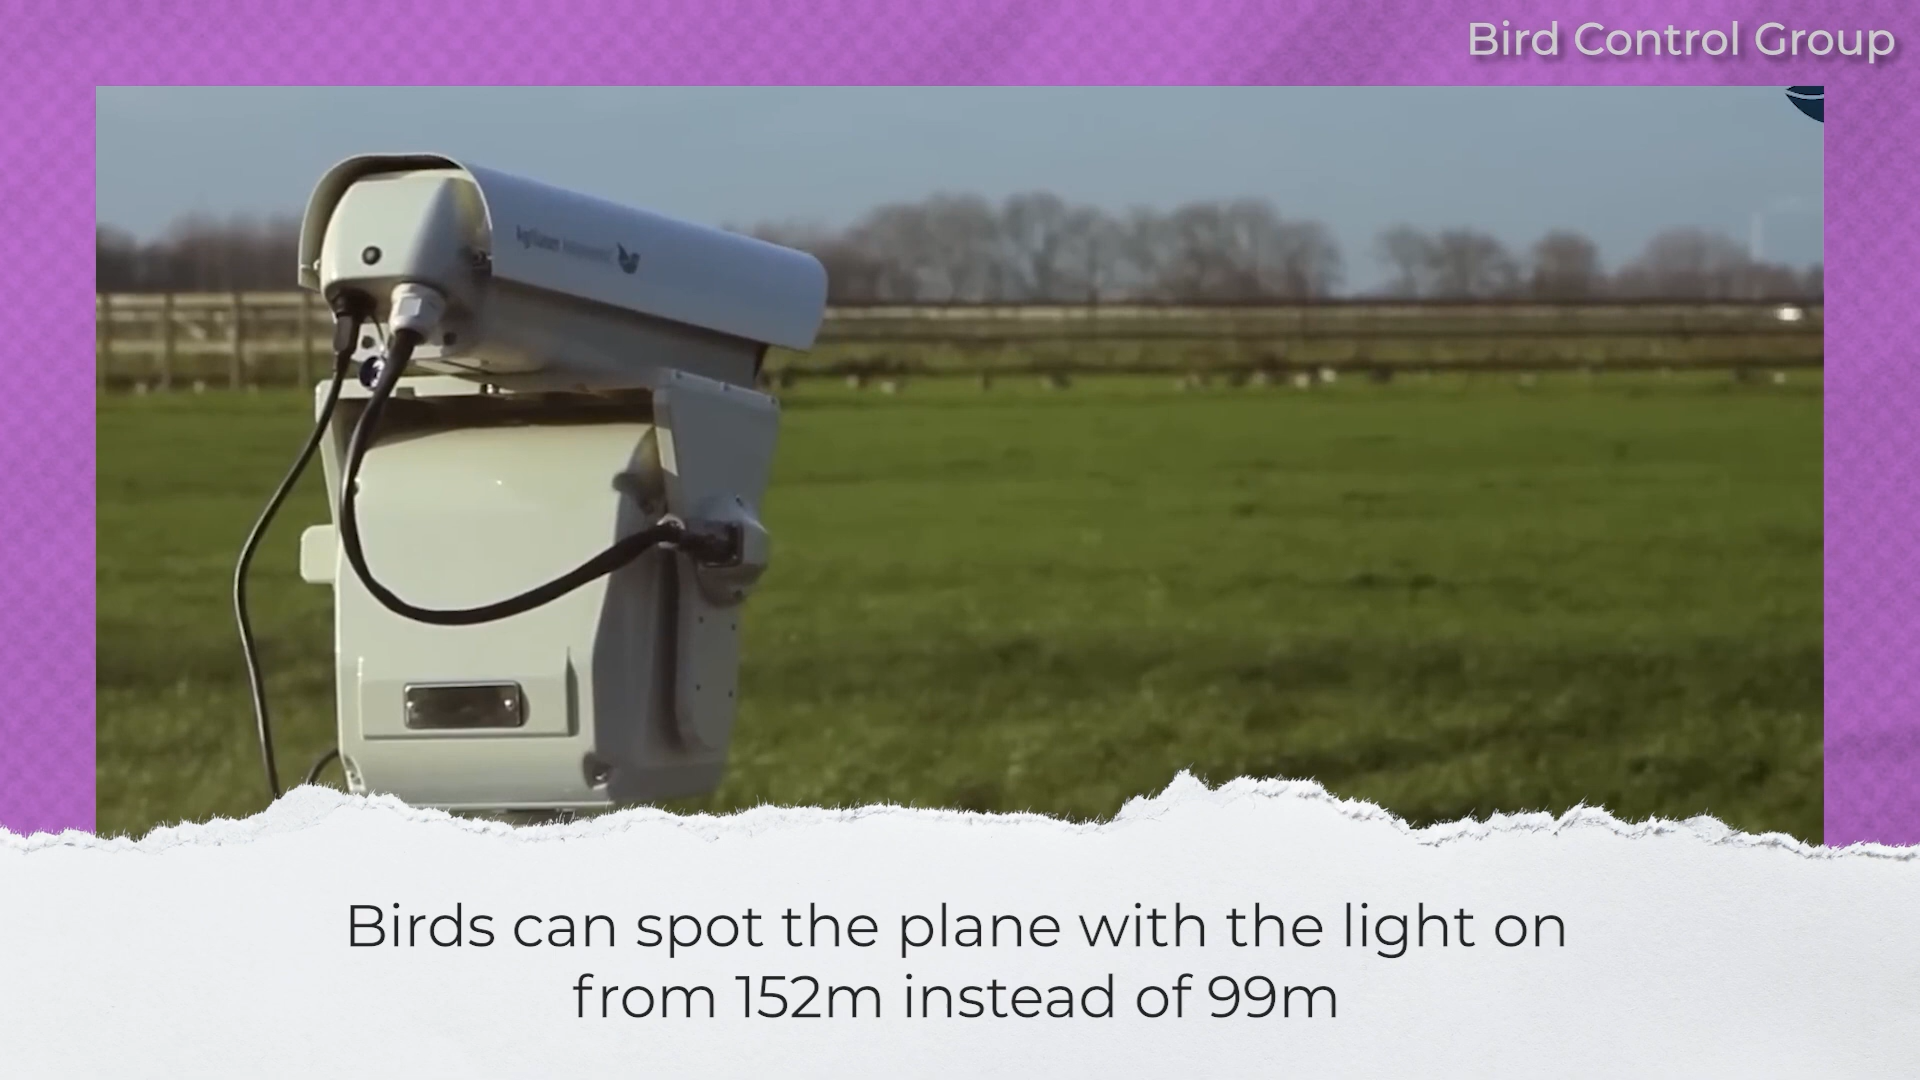 Bird Control Group
Birds can spot the plane with the light on
from 152m instead of 99m